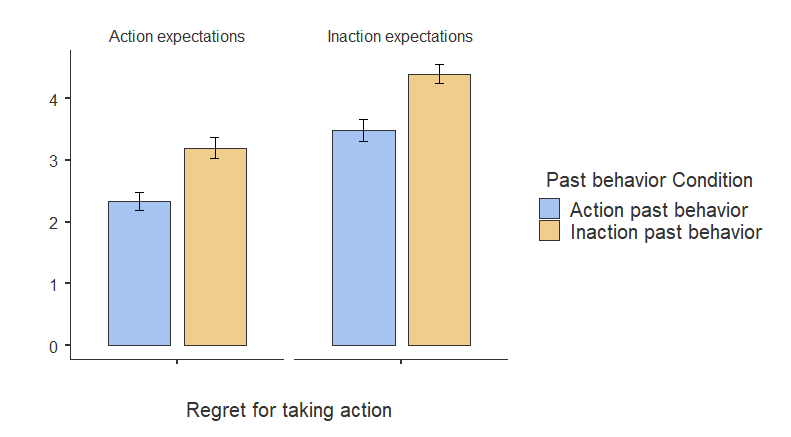 Action expectations
Inaction expectations
4
3
2
1
0
Past behavior Condition
Action past behavior
Inaction past behavior
Regret for taking action